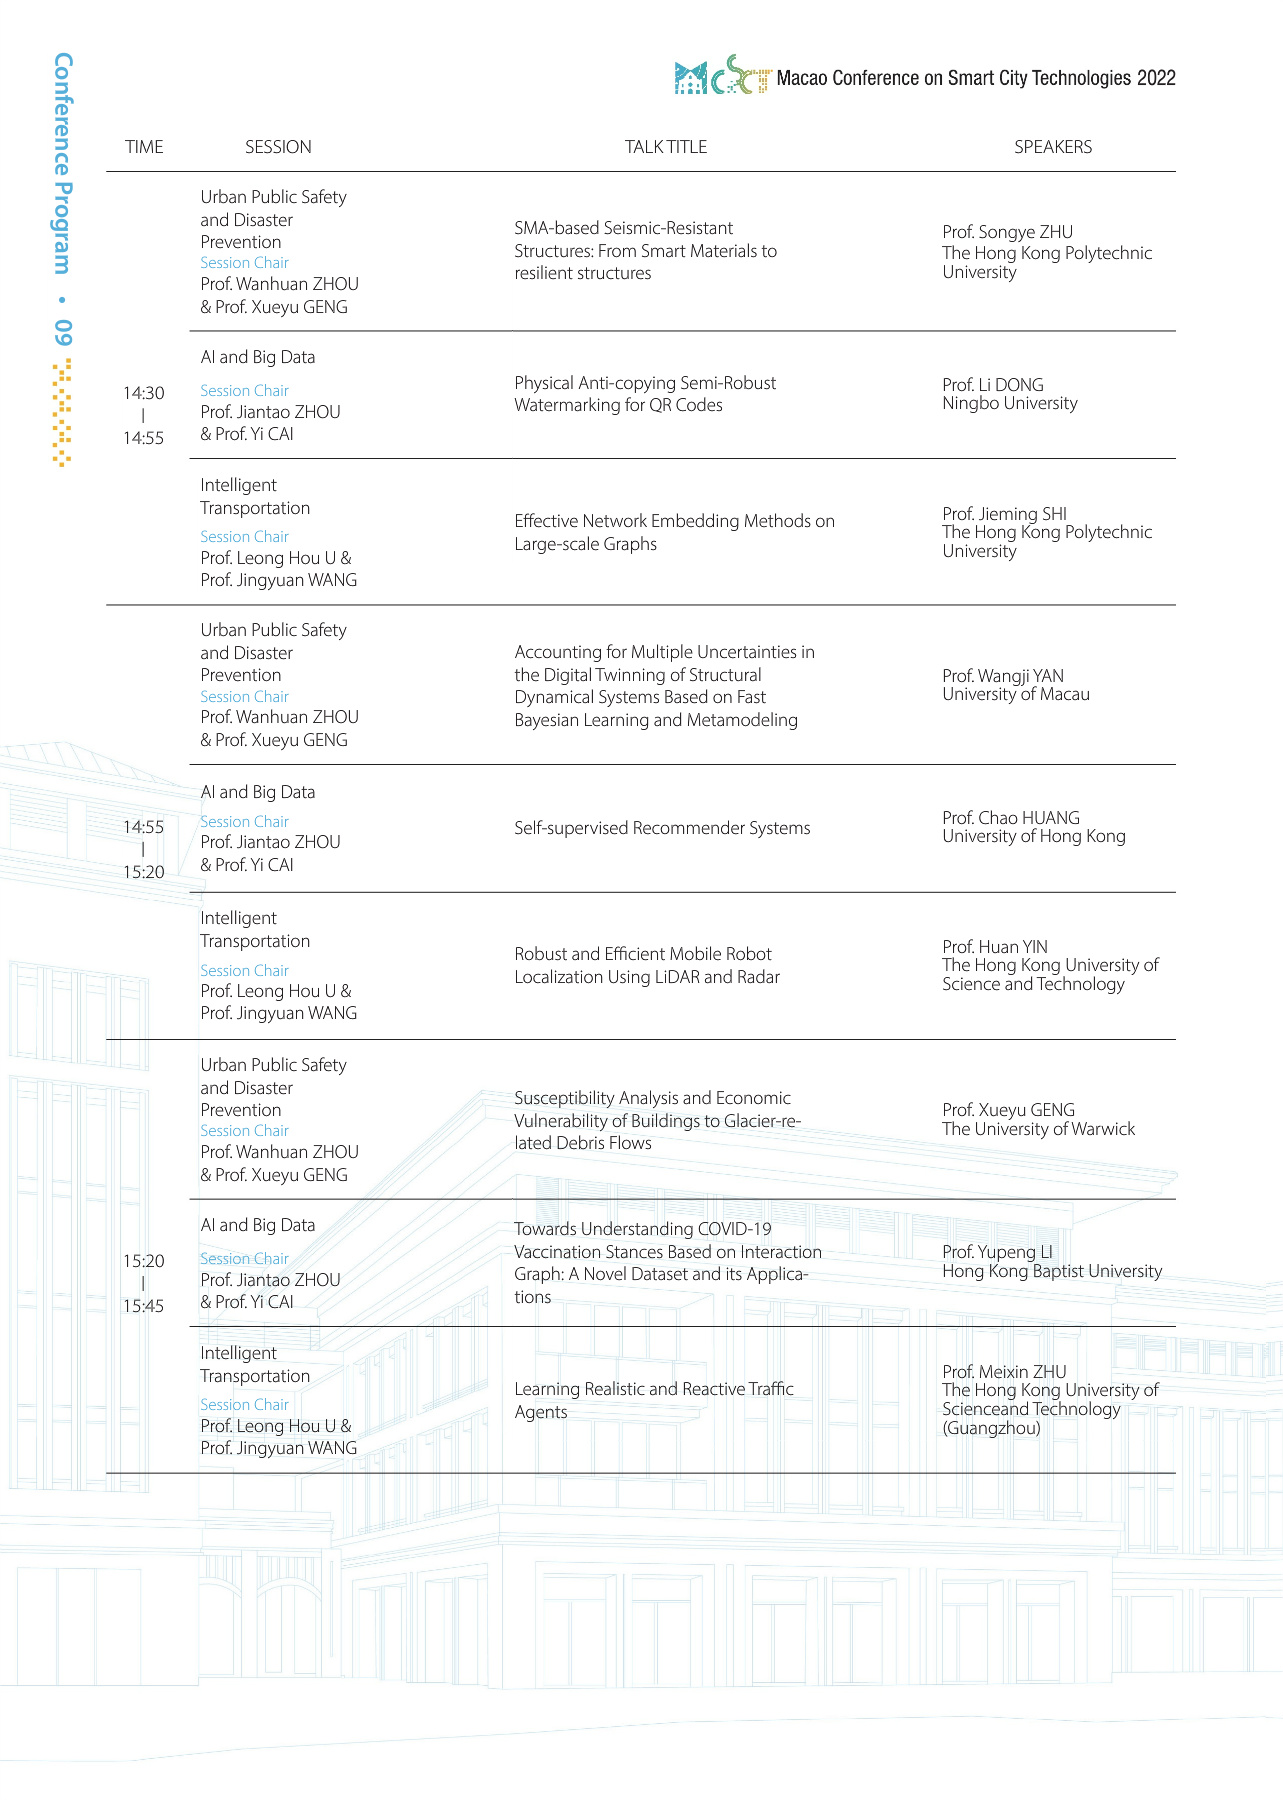 Conference Program • 09
MCSCT Macao Conference on Smart City Technologies 2022
TIME SESSION TALK TITLE SPEAKERS
14:30
|
14:55
Urban Public Safety
and Disaster
Prevention
Session Chair
Prof. Wanhuan ZHOU
& Prof. Xueyu GENG
SMA-based Seismic-Resistant
Structures: From Smart Materials to
resilient structures
Prof. Songye ZHU
The Hong Kong Polytechnic
University
AI and Big Data
Session Chair
Prof. Jiantao ZHOU
& Prof. Yi CAI
Physical Anti-copying Semi-Robust
Watermarking for QR Codes
Prof. Li DONG
Ningbo University
Intelligent
Transportation
Session Chair
Prof. Leong Hou U &
Prof. Jingyuan WANG
Effective Network Embedding Methods on
Large-scale Graphs
Prof. Jieming SHI
The Hong Kong Polytechnic
University
14:55
|
15:20
Urban Public Safety
and Disaster
Prevention
Session Chair
Prof. Wanhuan ZHOU
& Prof. Xueyu GENG
Accounting for Multiple Uncertainties in
the Digital Twinning of Structural
Dynamical Systems Based on Fast
Bayesian Learning and Metamodeling
Prof. Wangji YAN
University of Macau
AI and Big Data
Session Chair
Prof. Jiantao ZHOU
& Prof. Yi CAI
Self-supervised Recommender Systems
Prof. Chao HUANG
University of Hong Kong
Intelligent
Transportation
Session Chair
Prof. Leong Hou U &
Prof. Jingyuan WANG
Robust and Efficient Mobile Robot
Localization Using LiDAR and Radar
Prof. Huan YIN
The Hong Kong University of
Science and Technology
15:20
|
15:45
Urban Public Safety
and Disaster
Prevention
Session Chair
Prof. Wanhuan ZHOU
& Prof. Xueyu GENG
Susceptibility Analysis and Economic
Vulnerability of Buildings to Glacier-re-
lated Debris Flows
Prof. Xueyu GENG
The University of Warwick
AI and Big Data
Session Chair
Prof. Jiantao ZHOU
& Prof. Yi CAI
Towards Understanding COVID-19
Vaccination Stances Based on Interaction
Graph: A Novel Dataset and its Applica-
tions
Prof. Yupeng LI
Hong Kong Baptist University
Intelligent
Transportation
Session Chair
Prof. Leong Hou U &
Prof. Jingyuan WANG
Learning Realistic and Reactive Traffic
Agents
Prof. Meixin ZHU
The Hong Kong University of
Scienceand Technology
(Guangzhou)